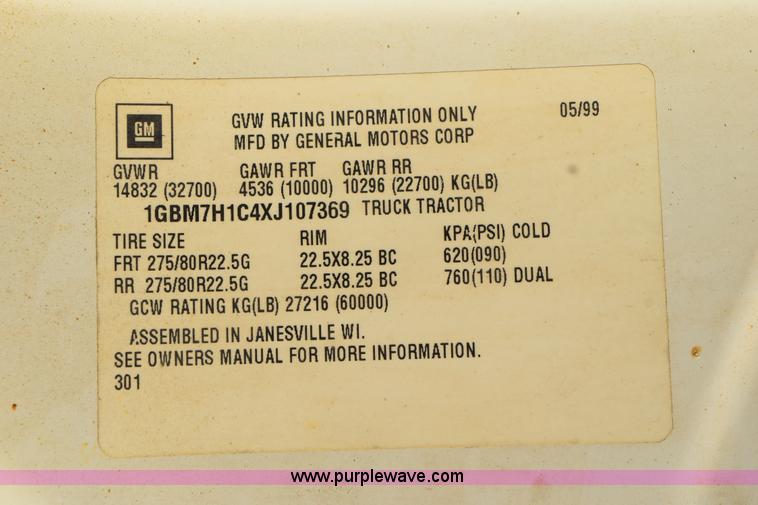 GM
GVW RATING INFORMATION ONLY 05/99
MFD BY GENERAL MOTORS CORP
GVWR GAWR FRT GAWR RR
14832 (32700) 4536 (10000) 10296 (22700) KG(LB)
1GBM7H1C4XJ107369 TRUCK TRACTOR
TIRE SIZE RIM KPA(PSI) COLD
FRT 275/80R22.5G 22.5X8.25 BC 620(090)
RR 275/80R22.5G 22.5X8.25 BC 760(110) DUAL
GCW RATING KG(LB) 27216 (60000)
ASSEMBLED IN JANESVILLE WI.
SEE OWNERS MANUAL FOR MORE INFORMATION.
301
www.purplewave.com